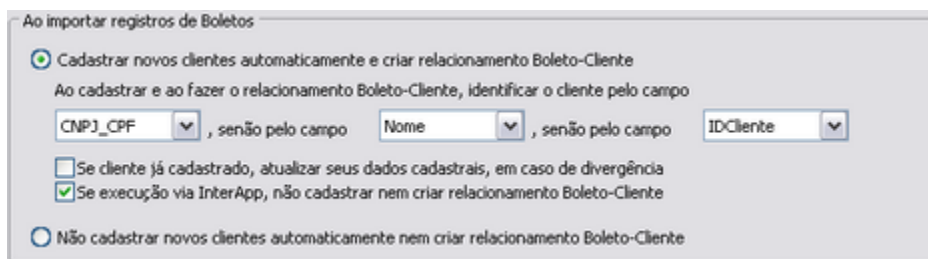 Ao importar registros de Boletos
Cadastrar novos clientes automaticamente e criar relacionamento Boleto-Cliente
Ao cadastrar e ao fazer o relacionamento Boleto-Cliente, identificar o cliente pelo campo
CNPJ_CPF , senão pelo campo Nome , senão pelo campo IDCliente
Se cliente já cadastrado, atualizar seus dados cadastrais, em caso de divergência
Se execução via InterApp, não cadastrar nem criar relacionamento Boleto-Cliente
Não cadastrar novos clientes automaticamente nem criar relacionamento Boleto-Cliente